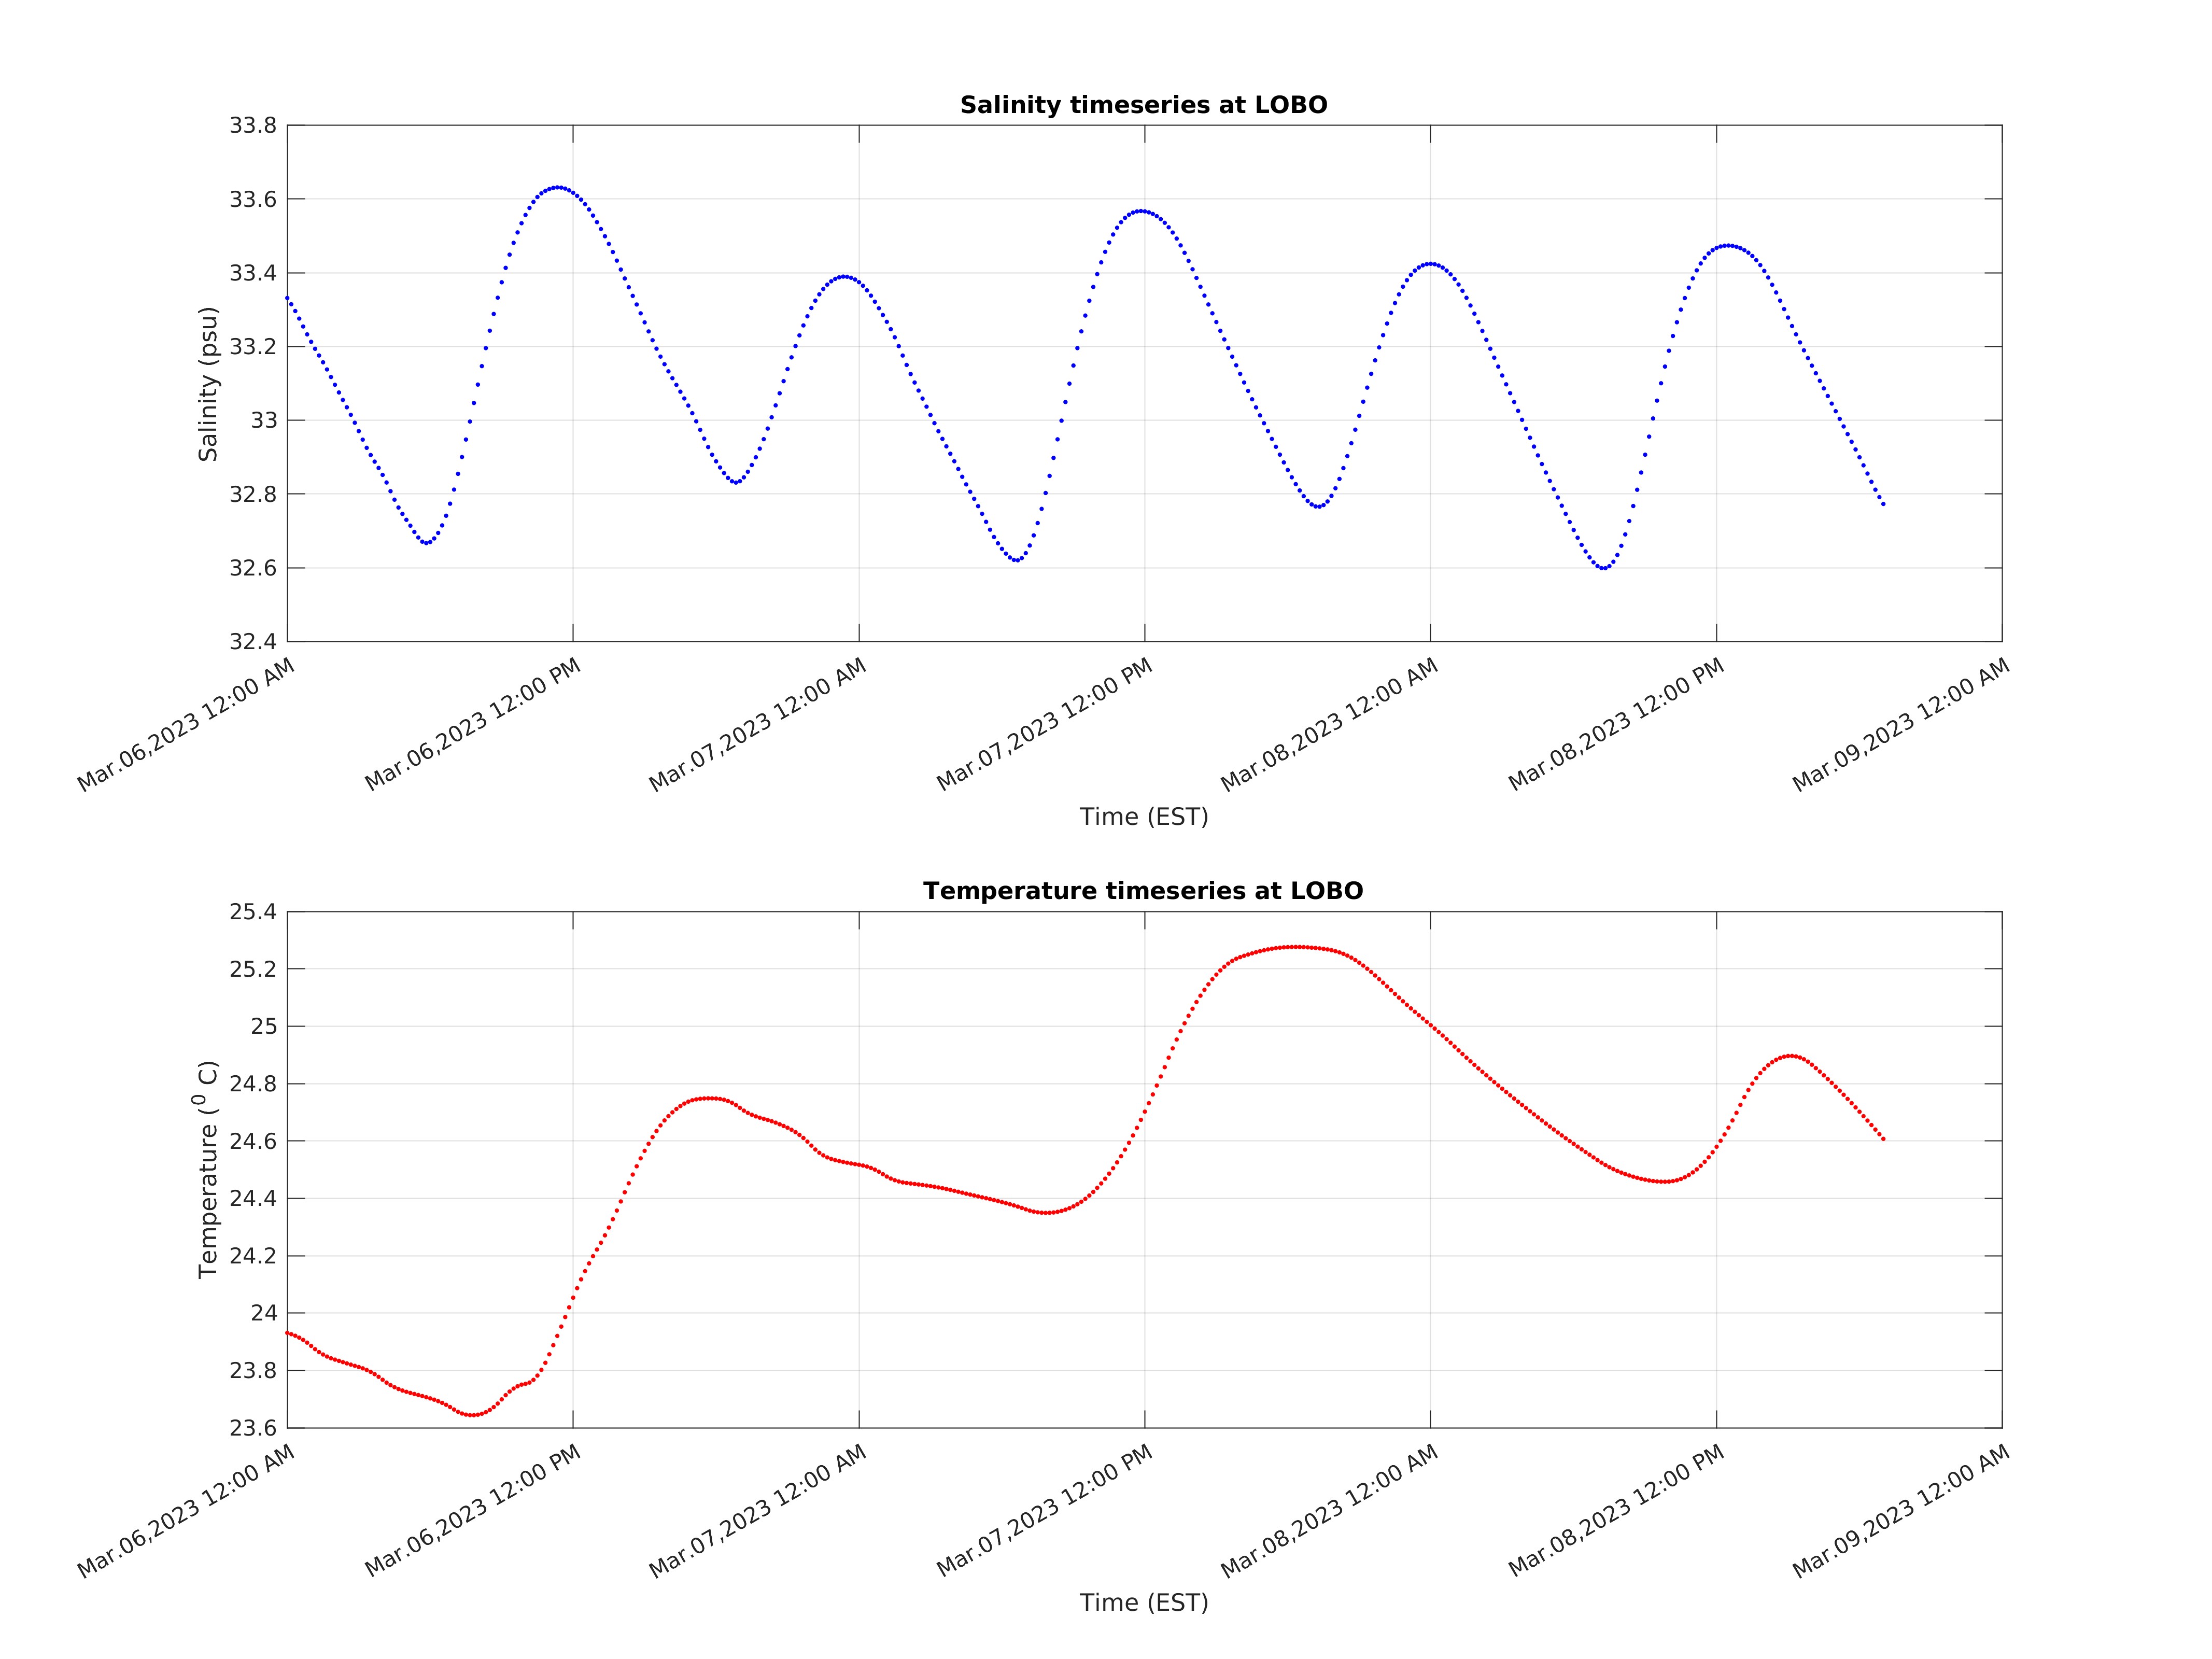 Salinity timeseries at LOBO
33.8
33.6
33.4
33.2
33
32.8
32.6
32.4
Salinity (psu)
Mar.06,2023 12:00 AM
Mar.06,2023 12:00 PM
Mar.07,2023 12:00 AM
Mar.07,2023 12:00 PM
Mar.08,2023 12:00 AM
Mar.08,2023 12:00 PM
Mar.09,2023 12:00 AM
Time (EST)
Temperature timeseries at LOBO
25.4
25.2
25
24.8
24.6
24.4
24.2
24
23.8
23.6
Temperature (⁰ C)
Mar.06,2023 12:00 AM
Mar.06,2023 12:00 PM
Mar.07,2023 12:00 AM
Mar.07,2023 12:00 PM
Mar.08,2023 12:00 AM
Mar.08,2023 12:00 PM
Mar.09,2023 12:00 AM
Time (EST)